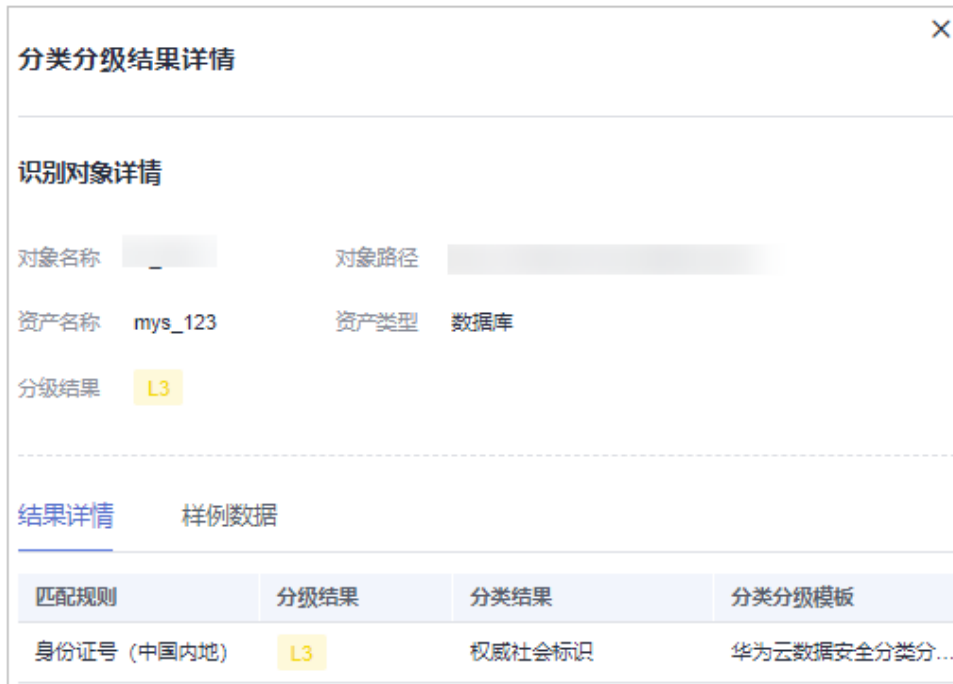 分类分级结果详情
识别对象详情
对象名称 对象路径
资产名称 mys_123 资产类型 数据库
分级结果 L3
结果详情 样例数据
匹配规则 分级结果 分类结果 分类分级模板
身份证号（中国内地） L3 权威社会标识 华为云数据安全分类分...